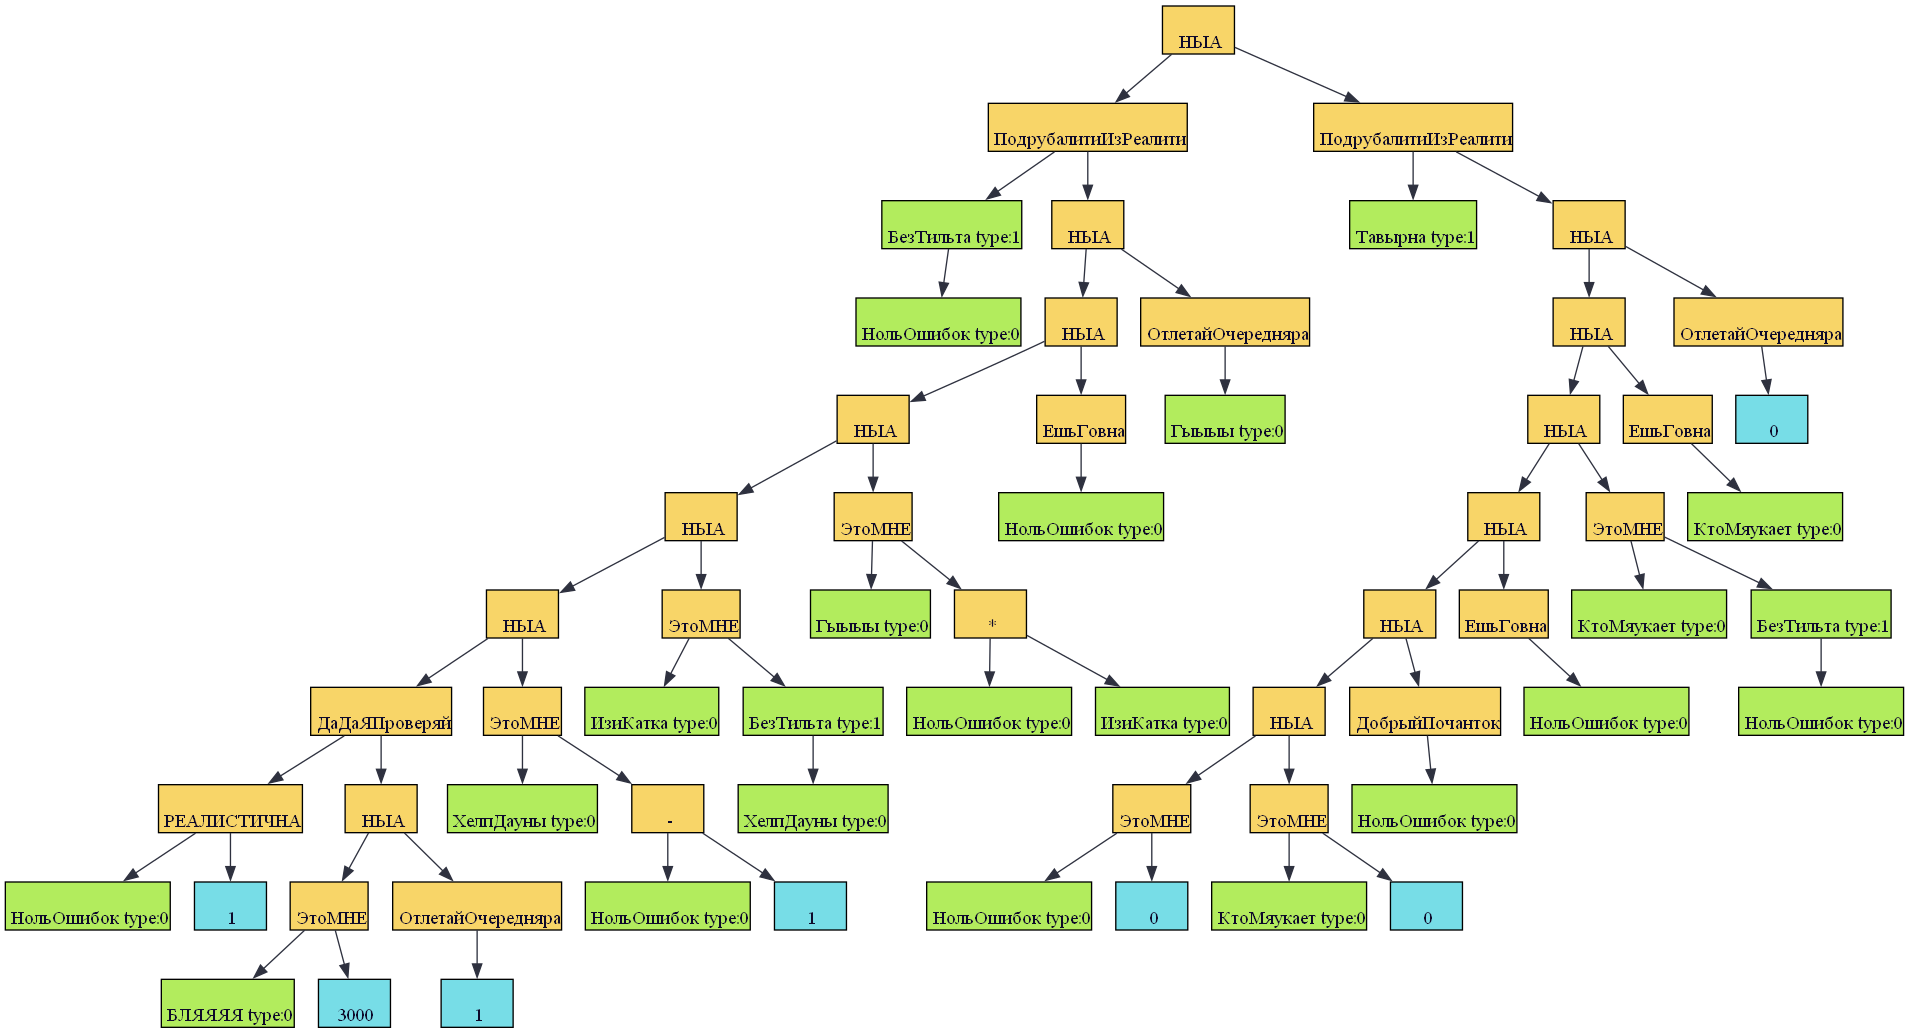 НЫА
ПодрубалитиИзРеалити
ПодрубалитиИзРеалити
БезТильта type:1
НЫА
Тавырна type:1
НЫА
НольОшибок type:0
НЫА
ОтлетайОчередняра
НЫА
ОтлетайОчередняра
НЫА
ЕшьГовна
Гыыыы type:0
НЫА
ЕшьГовна
0
НЫА
ЭтоМНЕ
НольОшибок type:0
НЫА
ЭтоМНЕ
КтоМяукает type:0
НЫА
ЭтоМНЕ
Гыыыы type:0
*
НЫА
ЕшьГовна
КтоМяукает type:0
БезТильта type:1
ДаДаЯПроверяй
ЭтоМНЕ
ИзиКатка type:0
БезТильта type:1
НольОшибок type:0
ИзиКатка type:0
НЫА
ДобрыйПочанток
НольОшибок type:0
НольОшибок type:0
РЕАЛИСТИЧНА
НЫА
ХелпДауны type:0
-
ХелпДауны type:0
ЭтоМНЕ
ЭтоМНЕ
НольОшибок type:0
НольОшибок type:0
1
ЭтоМНЕ
ОтлетайОчередняра
НольОшибок type:0
1
НольОшибок type:0
0
КтоМяукает type:0
0
БЛЯЯЯЯ type:0
3000
1